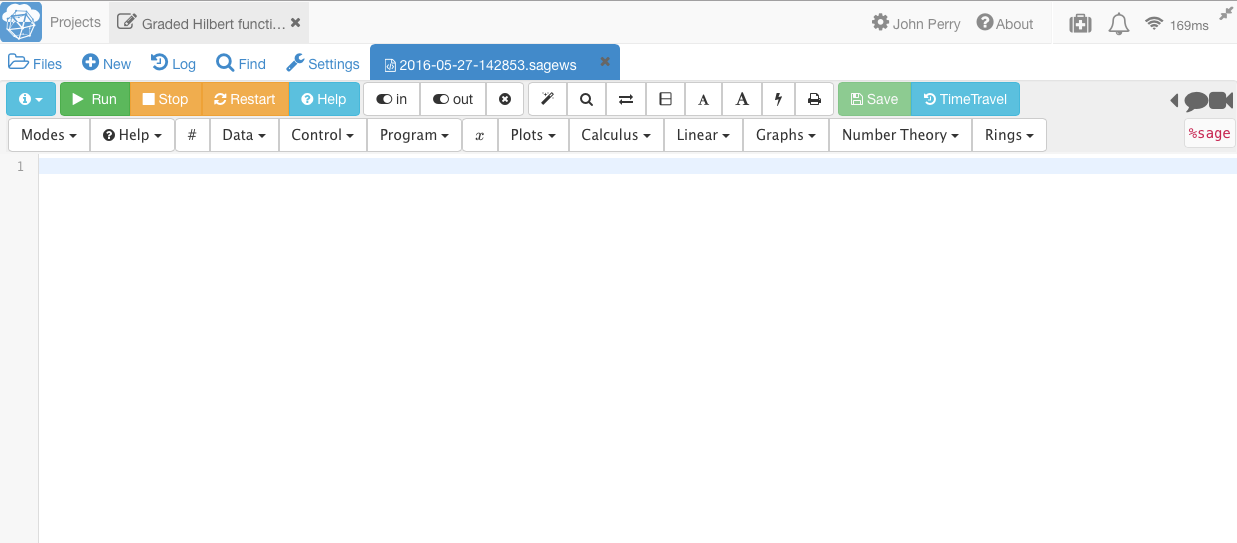 Projects Graded Hilbert functi... John Perry About 169ms
Files New Log Find Settings 2016-05-27-142853.sagews
Run Stop Restart Help in out A A Save TimeTravel
Modes Help # Data Control Program x Plots Calculus Linear Graphs Number Theory Rings %sage
1